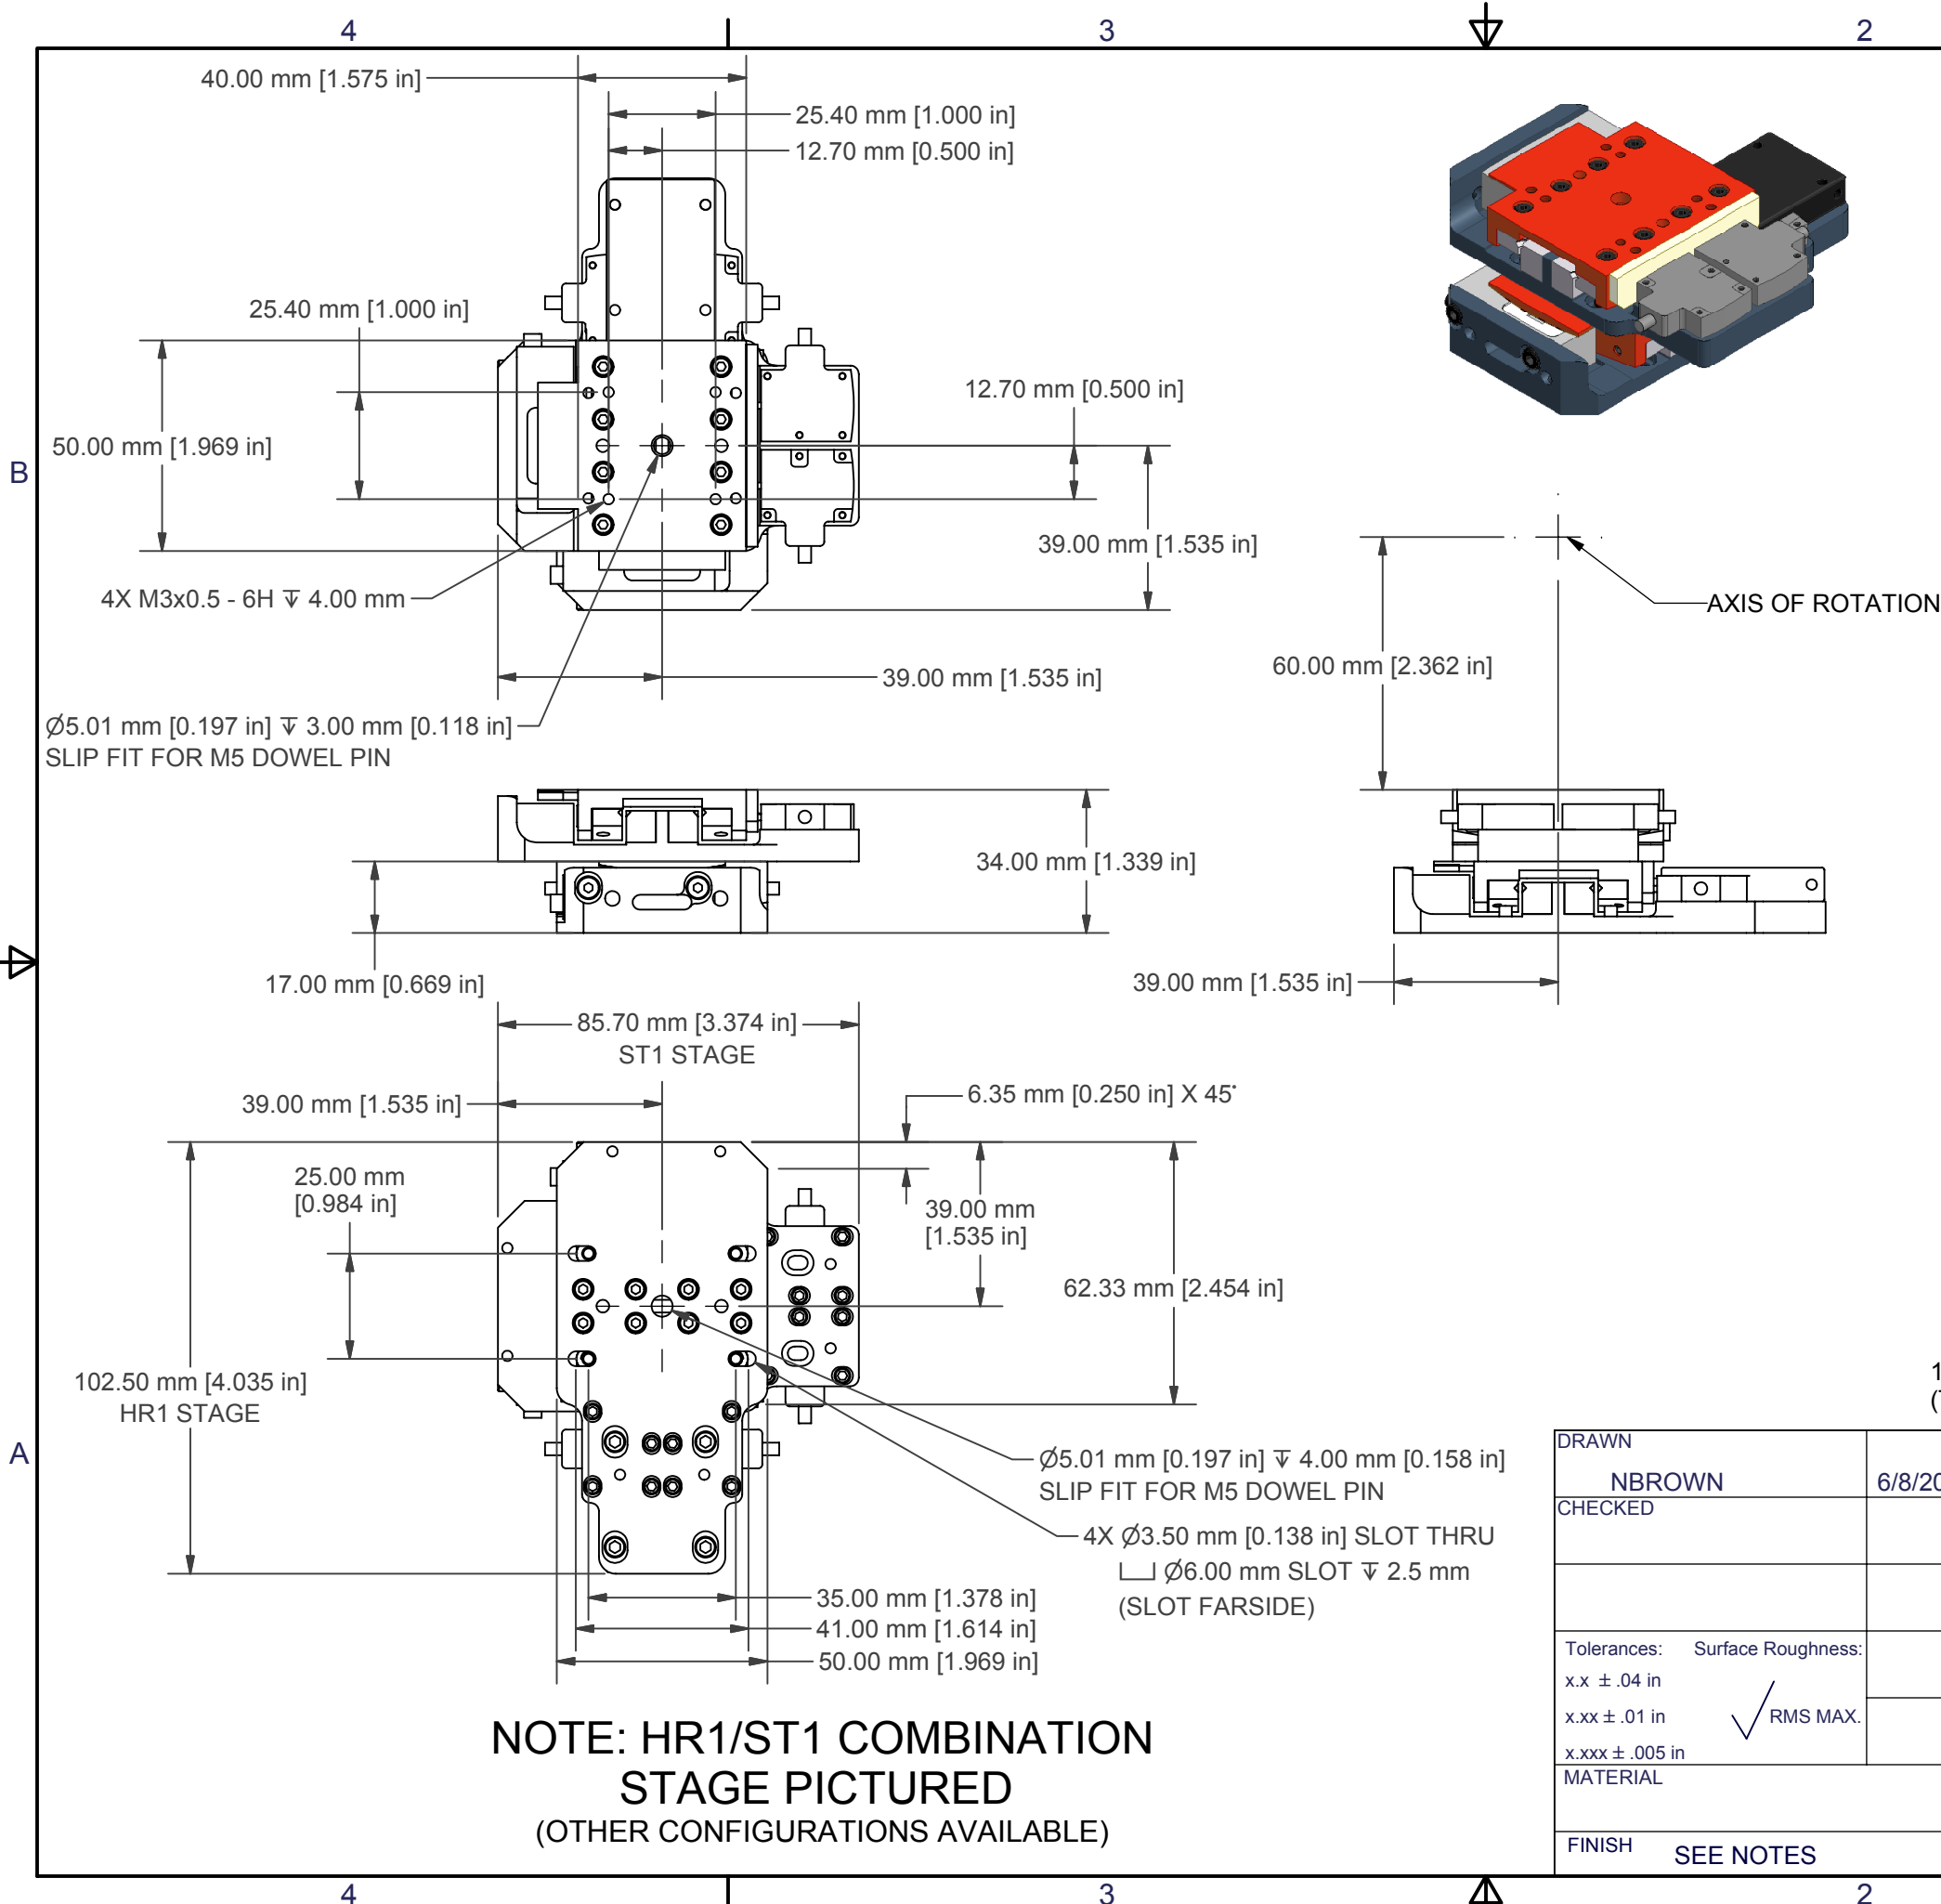 4
3
2
40.00 mm [1.575 in]
25.40 mm [1.000 in]
12.70 mm [0.500 in]
25.40 mm [1.000 in]
12.70 mm [0.500 in]
B
50.00 mm [1.969 in]
39.00 mm [1.535 in]
4X M3x0.5 - 6H ↧ 4.00 mm
AXIS OF ROTATION
60.00 mm [2.362 in]
39.00 mm [1.535 in]
Ø5.01 mm [0.197 in] ↧ 3.00 mm [0.118 in]
SLIP FIT FOR M5 DOWEL PIN
34.00 mm [1.339 in]
17.00 mm [0.669 in]
39.00 mm [1.535 in]
85.70 mm [3.374 in]
ST1 STAGE
39.00 mm [1.535 in]
6.35 mm [0.250 in] X 45°
25.00 mm
[0.984 in]
39.00 mm
[1.535 in]
62.33 mm [2.454 in]
102.50 mm [4.035 in]
HR1 STAGE
A
Ø5.01 mm [0.197 in] ↧ 4.00 mm [0.158 in]
SLIP FIT FOR M5 DOWEL PIN
4X Ø3.50 mm [0.138 in] SLOT THRU
⌴ Ø6.00 mm SLOT ↧ 2.5 mm
(SLOT FARSIDE)
35.00 mm [1.378 in]
41.00 mm [1.614 in]
50.00 mm [1.969 in]
NOTE: HR1/ST1 COMBINATION
STAGE PICTURED
(OTHER CONFIGURATIONS AVAILABLE)
1
(
DRAWN
NBROWN
6/8/20
CHECKED
Tolerances: Surface Roughness:
x.x ± .04 in
x.xx ± .01 in
RMS MAX.
x.xxx ± .005 in
MATERIAL
FINISH
SEE NOTES
4
3
2